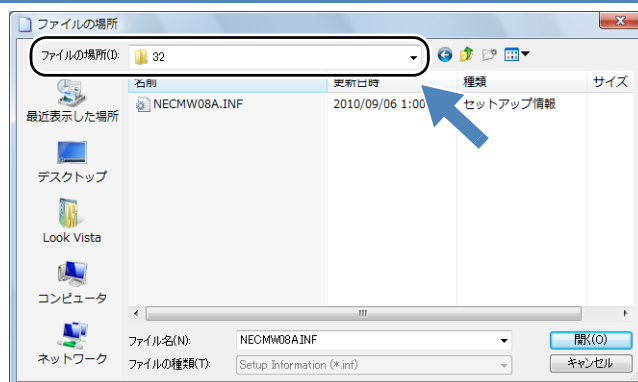 ファイルの場所
ファイルの場所(I): 32
名前 更新日時 種類 サイズ
NECMW08A.INF 2010/09/06 1:00 セットアップ情報
最近表示した場所
デスクトップ
Look Vista
コンピュータ
ネットワーク
ファイル名(N): NECMW08A.INF 開く(O)
ファイルの種類(T): Setup Information (*.inf) キャンセル